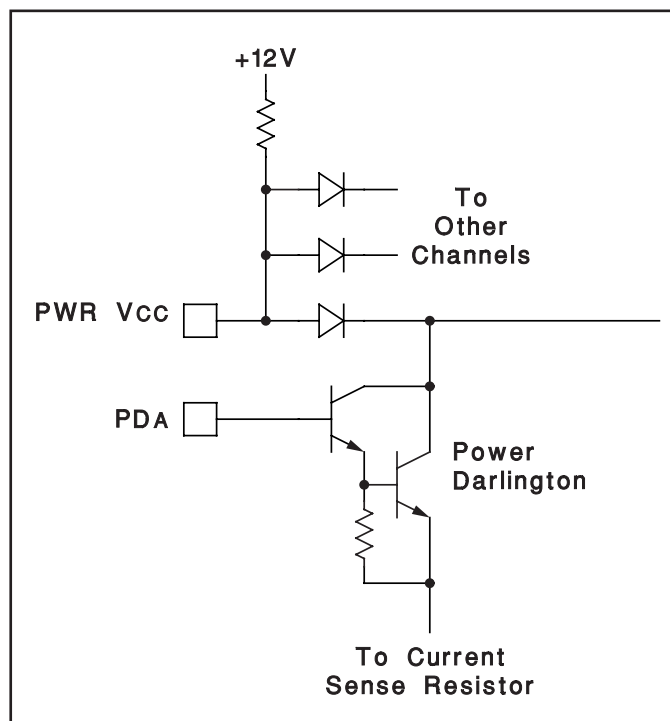 +12V
To
Other
Channels
PWR VCC
PDA
Power
Darlington
To Current
Sense Resistor